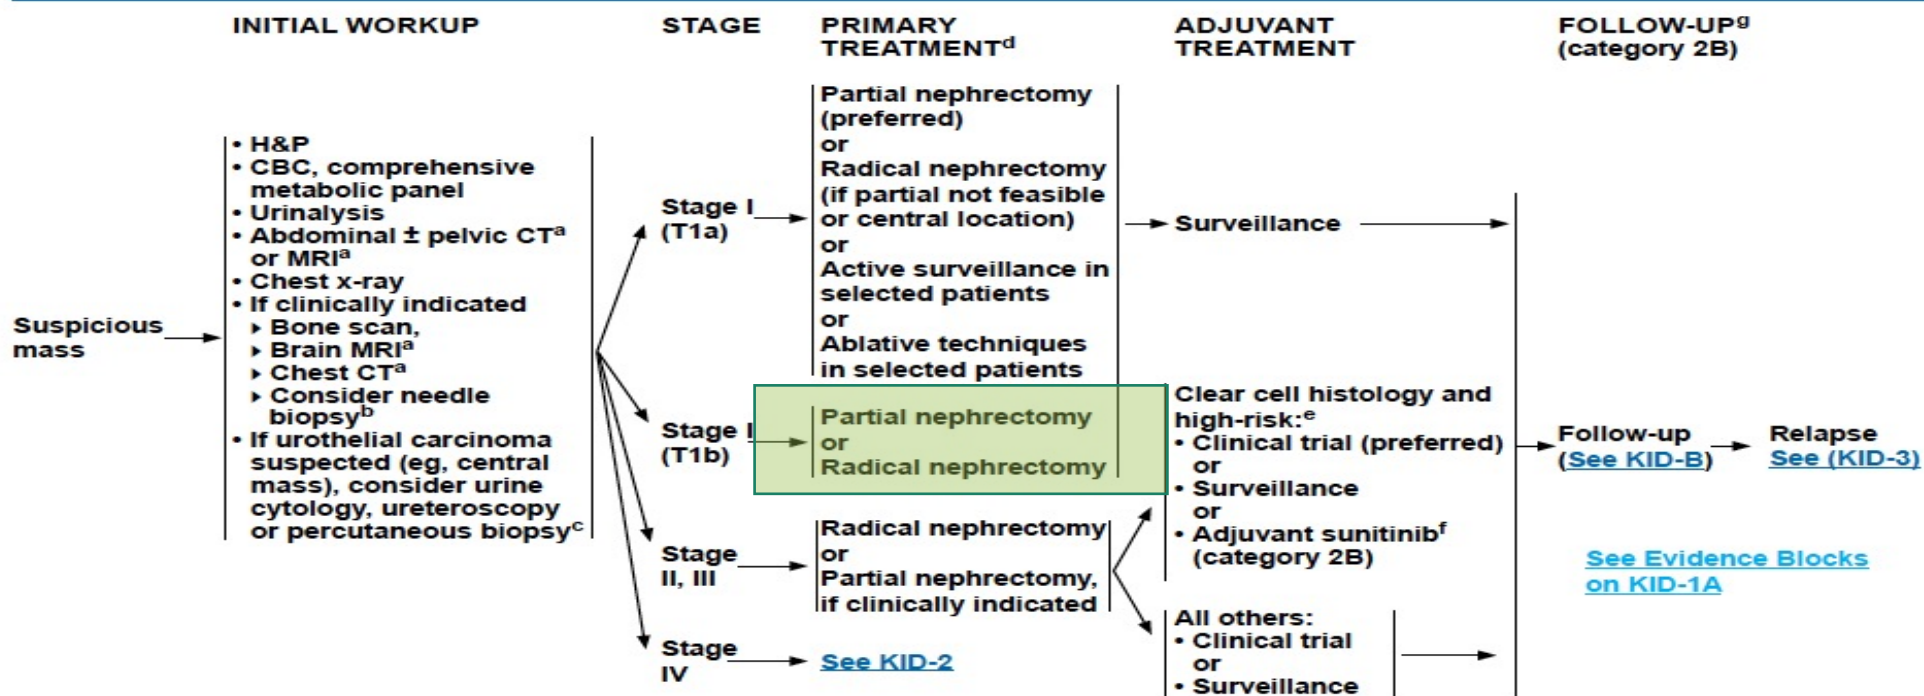 INITIAL WORKUP
STAGE
PRIMARY
TREATMENTᵈ
ADJUVANT
TREATMENT
FOLLOW-UPᵍ
(category 2B)
Suspicious
mass
• H&P
• CBC, comprehensive
metabolic panel
• Urinalysis
• Abdominal ± pelvic CTᵃ
or MRIᵃ
• Chest x-ray
• If clinically indicated
▸ Bone scan,
▸ Brain MRIᵃ
▸ Chest CTᵃ
▸ Consider needle
biopsyᵇ
• If urothelial carcinoma
suspected (eg, central
mass), consider urine
cytology, ureteroscopy
or percutaneous biopsyᶜ
Stage I
(T1a)
Partial nephrectomy
(preferred)
or
Radical nephrectomy
(if partial not feasible
or central location)
or
Active surveillance in
selected patients
or
Ablative techniques
in selected patients
Surveillance
Stage I
(T1b)
Partial nephrectomy
or
Radical nephrectomy
Stage
II, III
Radical nephrectomy
or
Partial nephrectomy,
if clinically indicated
Clear cell histology and
high-risk:ᵉ
• Clinical trial (preferred)
or
• Surveillance
or
• Adjuvant sunitinibᶠ
(category 2B)
All others:
• Clinical trial
or
• Surveillance
Stage
IV
See KID-2
Follow-up
(See KID-B)
Relapse
See (KID-3)
See Evidence Blocks
on KID-1A